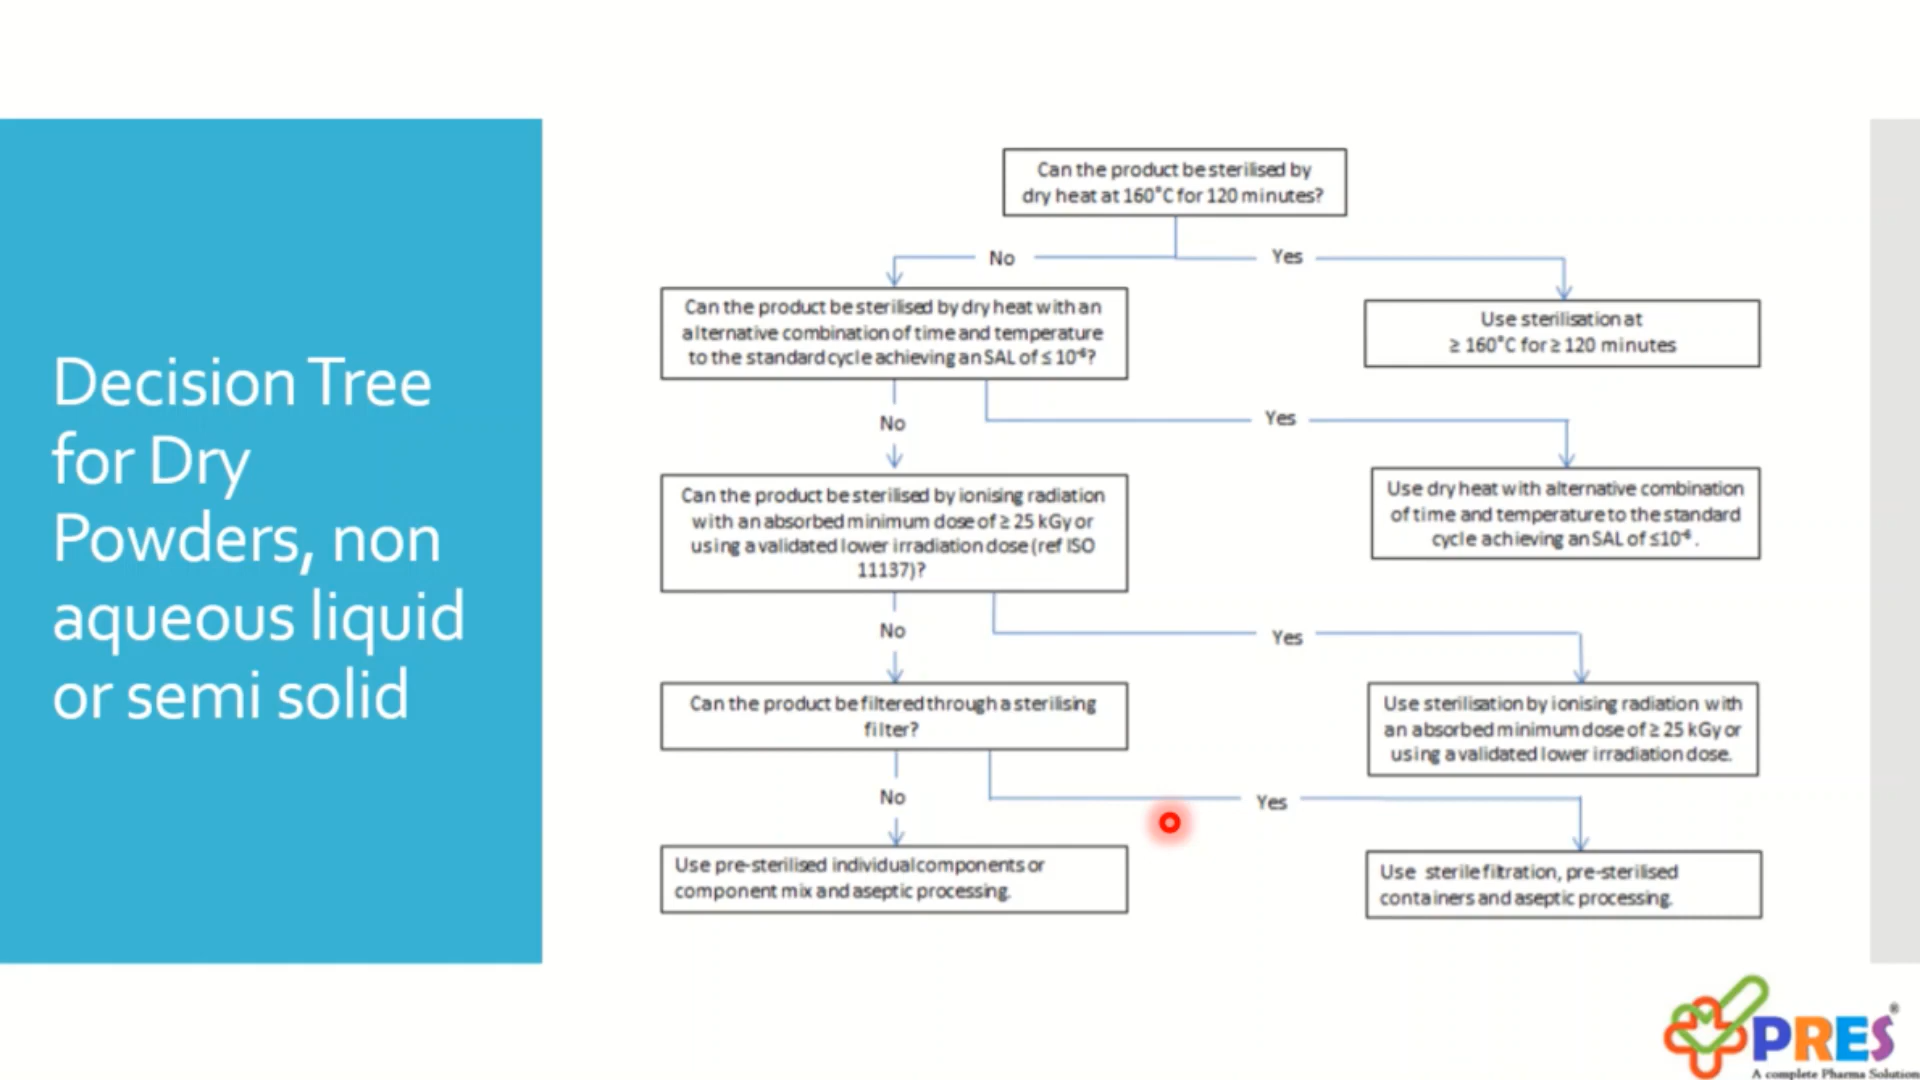 Decision Tree
for Dry
Powders, non
aqueous liquid
or semi solid
Can the product be sterilised by
dry heat at 160°C for 120 minutes?
No
Yes
Can the product be sterilised by dry heat with an
alternative combination of time and temperature
to the standard cycle achieving an SAL of ≤ 10⁻⁶?
Use sterilisation at
≥ 160°C for ≥ 120 minutes
No
Yes
Can the product be sterilised by ionising radiation
with an absorbed minimum dose of ≥ 25 kGy or
using a validated lower irradiation dose (ref ISO
11137)?
Use dry heat with alternative combination
of time and temperature to the standard
cycle achieving an SAL of ≤10⁻⁶ .
No
Yes
Can the product be filtered through a sterilising
filter?
Use sterilisation by ionising radiation with
an absorbed minimum dose of ≥ 25 kGy or
using a validated lower irradiation dose.
No
Yes
Use pre-sterilised individual components or
component mix and aseptic processing.
Use sterile filtration, pre-sterilised
containers and aseptic processing.
PRES®
A complete Pharma Solution